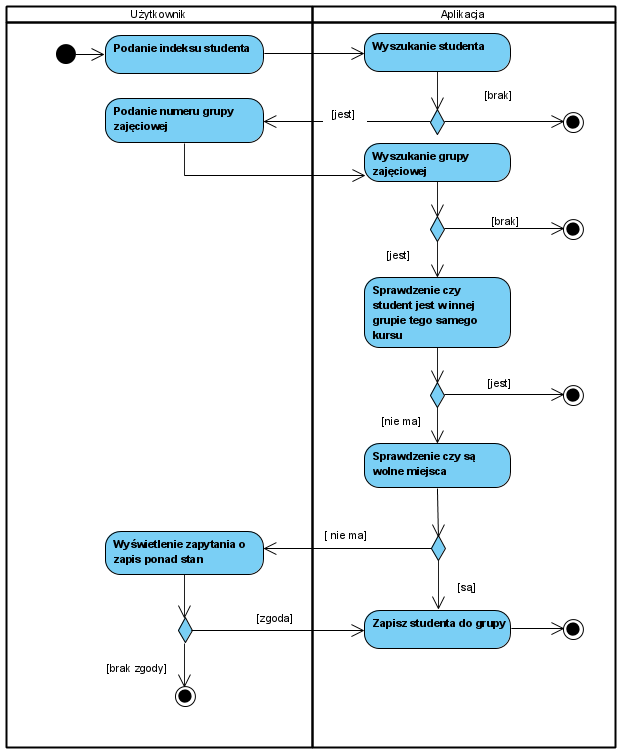 Użytkownik
Aplikacja
Podanie indeksu studenta
Wyszukanie studenta
[brak]
Podanie numeru grupy
zajęciowej
[jest]
Wyszukanie grupy
zajęciowej
[brak]
[jest]
Sprawdzenie czy
student jest w innej
grupie tego samego
kursu
[jest]
[nie ma]
Sprawdzenie czy są
wolne miejsca
Wyświetlenie zapytania o
zapis ponad stan
[ nie ma]
[są]
[zgoda]
Zapisz studenta do grupy
[brak zgody]